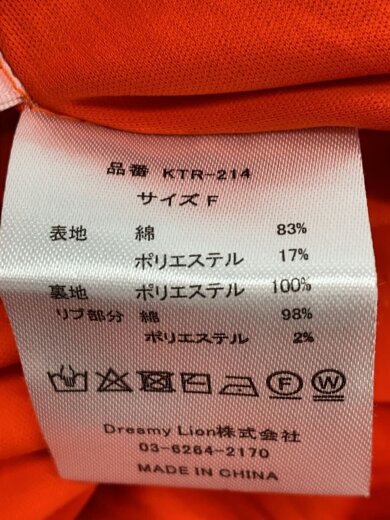 品番 KTR-214
サイズ F
表地 綿 83%
ポリエステル 17%
裏地 ポリエステル 100%
リブ部分 綿 98%
ポリエステル 2%
F W
Dreamy Lion株式会社
03-6264-2170
MADE IN CHINA